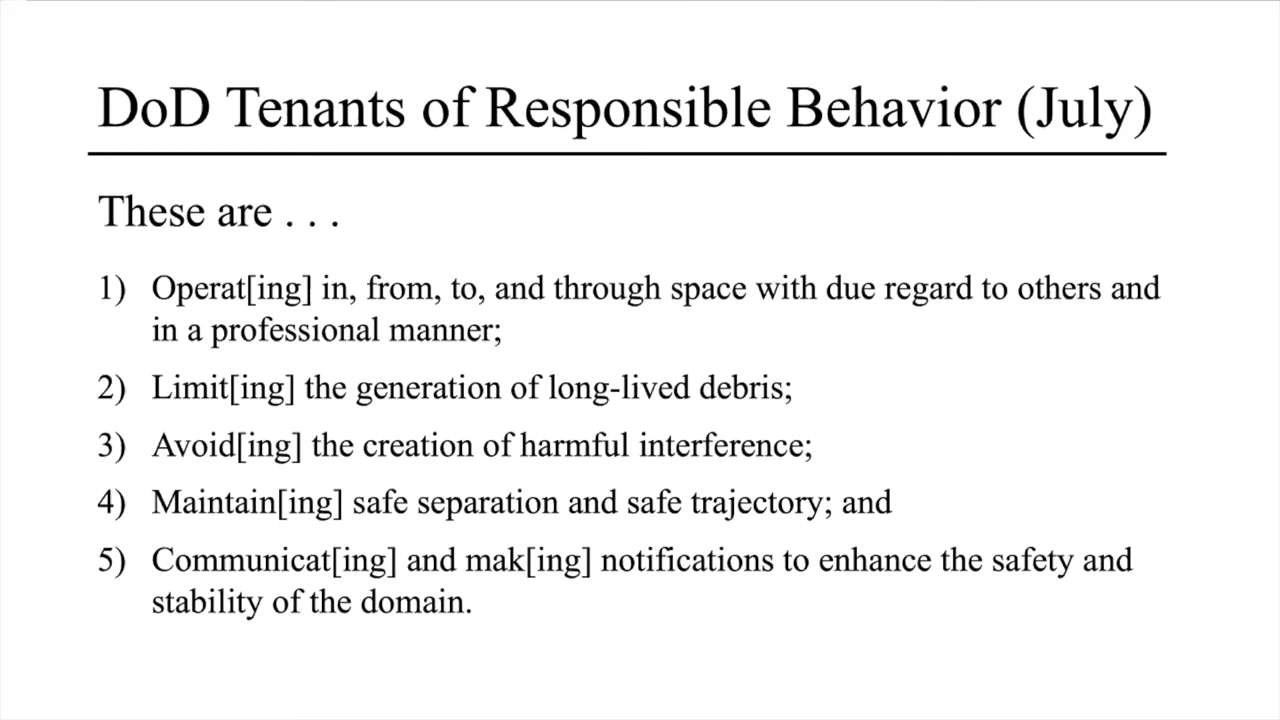 DoD Tenants of Responsible Behavior (July)
These are . . .
1) Operat[ing] in, from, to, and through space with due regard to others and
in a professional manner;
2) Limit[ing] the generation of long-lived debris;
3) Avoid[ing] the creation of harmful interference;
4) Maintain[ing] safe separation and safe trajectory; and
5) Communicat[ing] and mak[ing] notifications to enhance the safety and
stability of the domain.